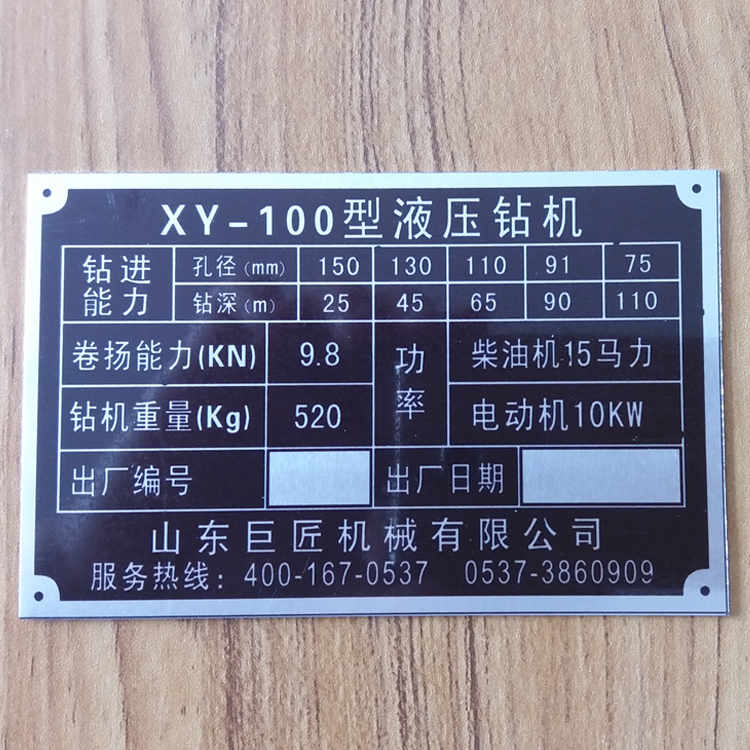 XY-100型液压钻机
钻进能力 孔径(mm) 150 130 110 91 75
钻深(m) 25 45 65 90 110
卷扬能力(KN) 9.8 功率 柴油机15马力
钻机重量(Kg) 520 电动机10KW
出厂编号 出厂日期
山东巨匠机械有限公司
服务热线：400-167-0537 0537-3860909